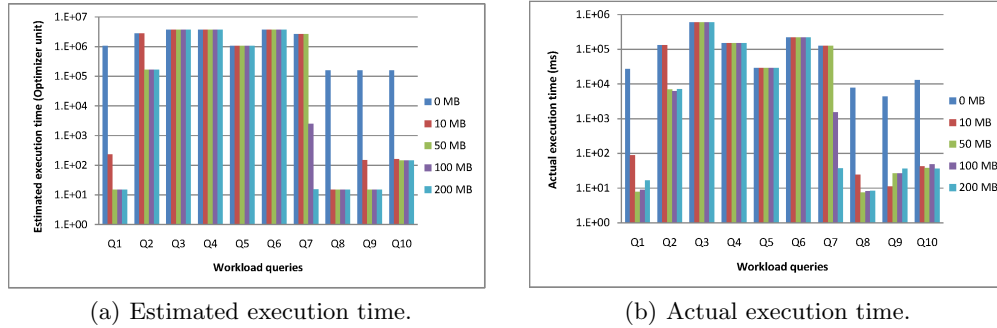 Estimated execution time (Optimizer unit)
1.E+07
1.E+06
1.E+05
1.E+04
1.E+03
1.E+02
1.E+01
1.E+00
Q1 Q2 Q3 Q4 Q5 Q6 Q7 Q8 Q9 Q10
Workload queries
0 MB
10 MB
50 MB
100 MB
200 MB
(a) Estimated execution time.
Actual execution time (ms)
1.E+06
1.E+05
1.E+04
1.E+03
1.E+02
1.E+01
1.E+00
Q1 Q2 Q3 Q4 Q5 Q6 Q7 Q8 Q9 Q10
Workload queries
0 MB
10 MB
50 MB
100 MB
200 MB
(b) Actual execution time.